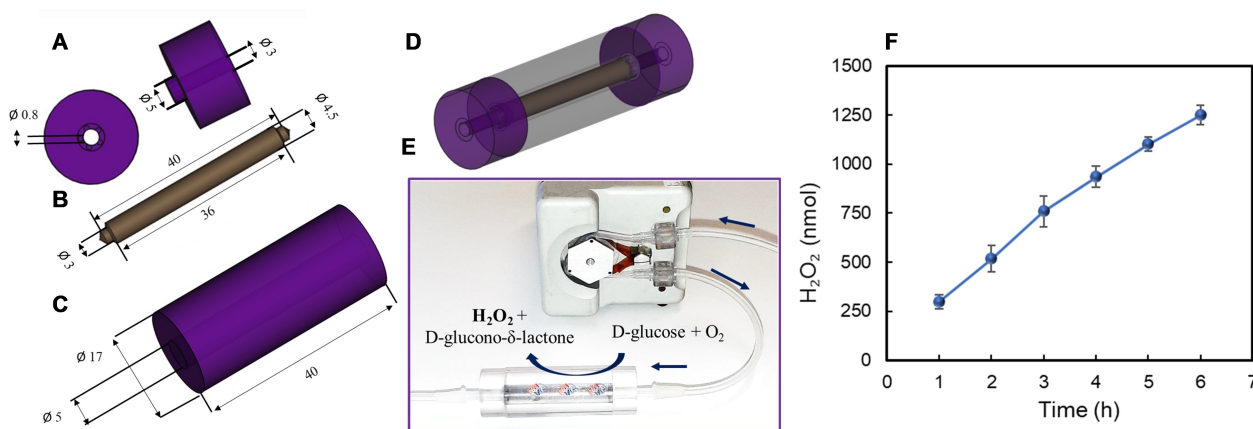 A
Ø 3
Ø 5
Ø 0.8
B
Ø 4.5
40
36
Ø 3
C
Ø 17
40
Ø 5
D
E
H₂O₂ +
D-glucono-δ-lactone
D-glucose + O₂
F
H₂O₂ (nmol)
1500
1250
1000
750
500
250
0
0 1 2 3 4 5 6 7
Time (h)